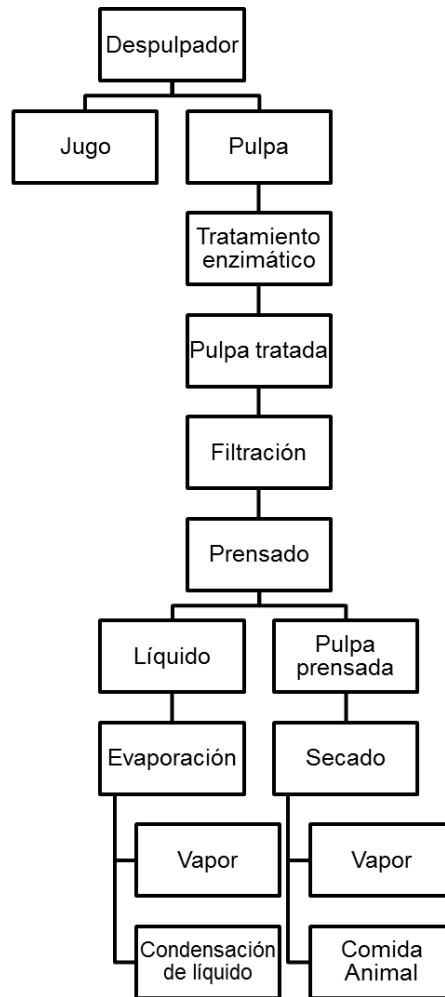 Despulpador
Jugo
Pulpa
Tratamiento
enzimático
Pulpa tratada
Filtración
Prensado
Líquido
Pulpa
prensada
Evaporación
Secado
Vapor
Vapor
Condensación
de líquido
Comida
Animal